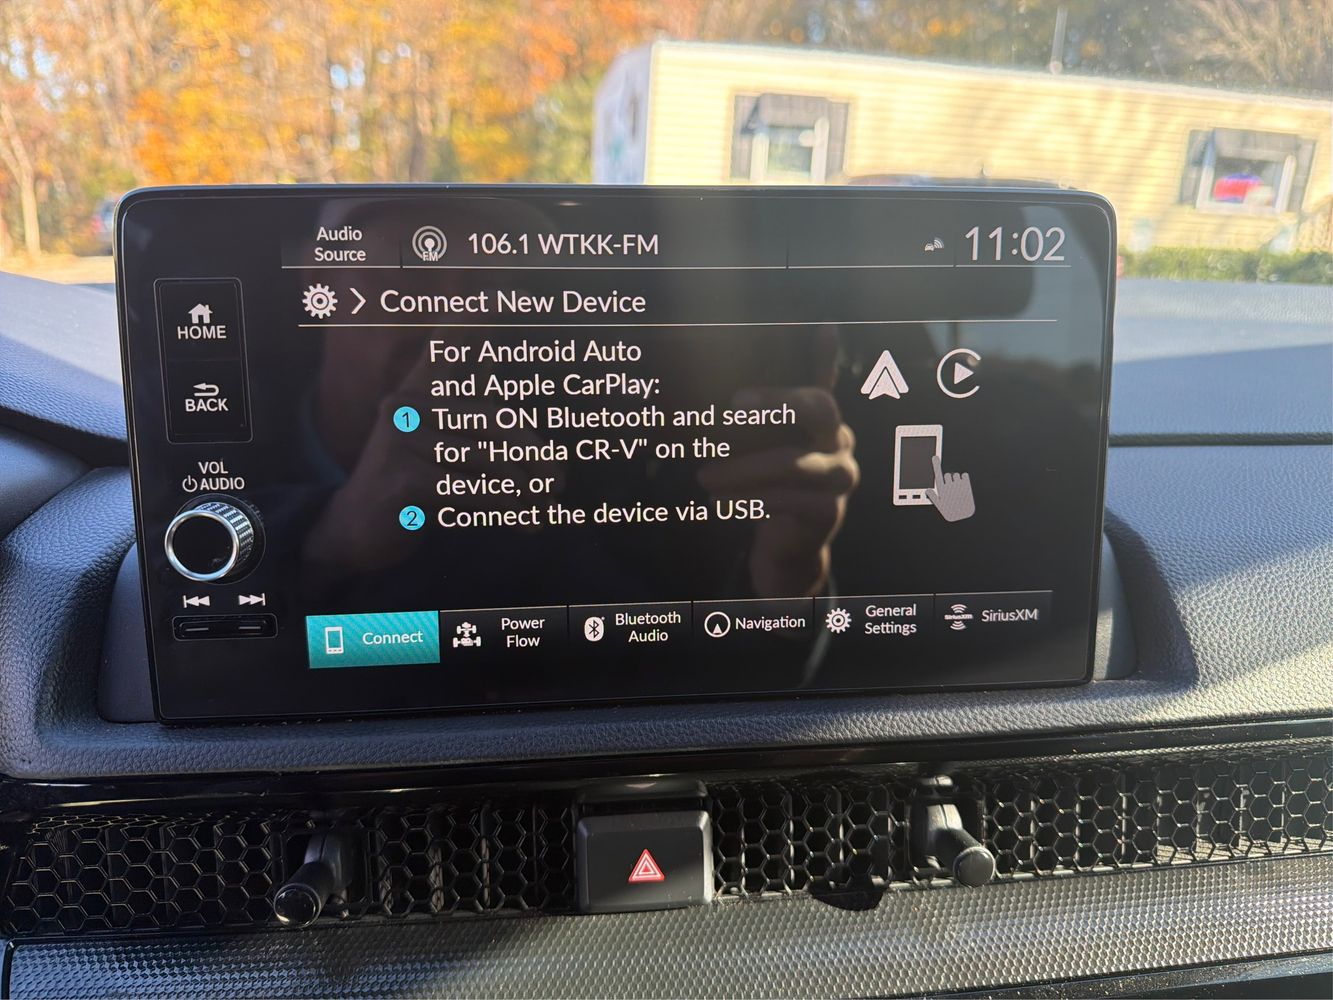 Audio
Source
FM
106.1 WTKK-FM
11:02
Connect New Device
HOME
BACK
VOL
AUDIO
For Android Auto
and Apple CarPlay:
1 Turn ON Bluetooth and search
for "Honda CR-V" on the
device, or
2 Connect the device via USB.
Connect
Power
Flow
Bluetooth
Audio
Navigation
General
Settings
SiriusXM
SiriusXM